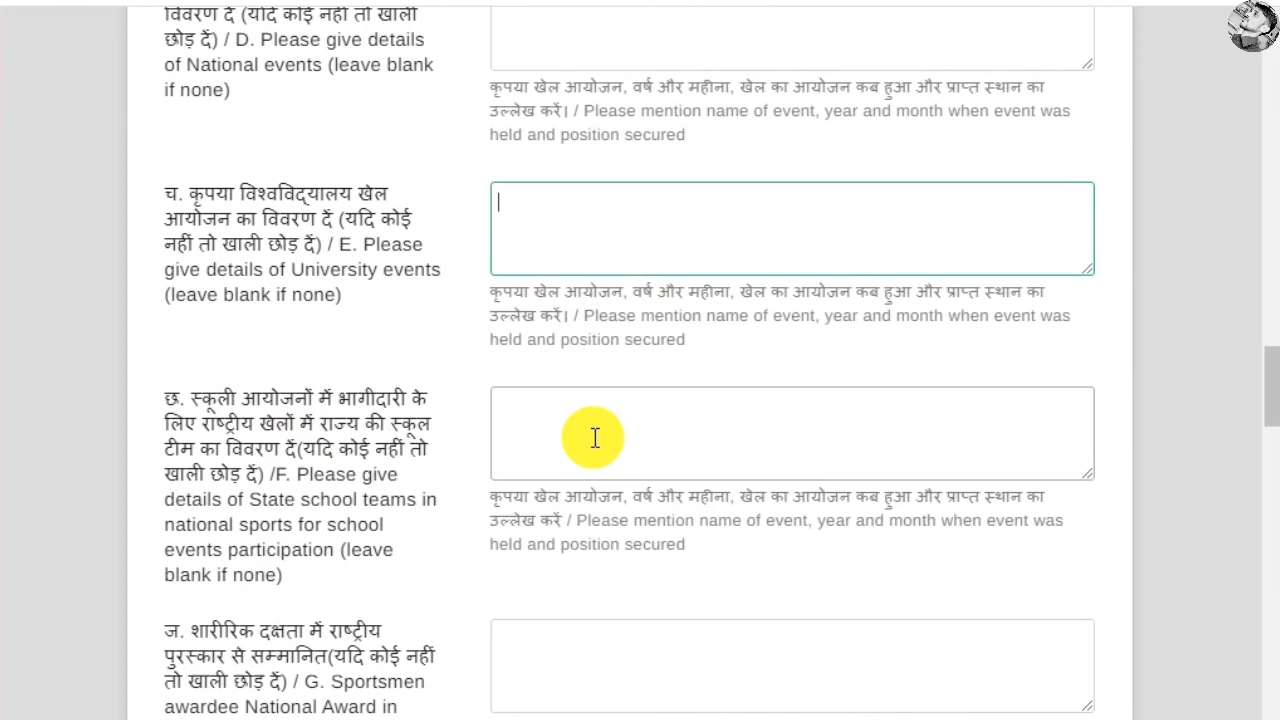 विवरण दें (यदि कोई नहीं तो खाली
छोड़ दें) / D. Please give details
of National events (leave blank
if none)
कृपया खेल आयोजन, वर्ष और महीना, खेल का आयोजन कब हुआ और प्राप्त स्थान का
उल्लेख करें। / Please mention name of event, year and month when event was
held and position secured
च. कृपया विश्वविद्यालय खेल
आयोजन का विवरण दें (यदि कोई
नहीं तो खाली छोड़ दें) / E. Please
give details of University events
(leave blank if none)
कृपया खेल आयोजन, वर्ष और महीना, खेल का आयोजन कब हुआ और प्राप्त स्थान का
उल्लेख करें। / Please mention name of event, year and month when event was
held and position secured
छ. स्कूली आयोजनों में भागीदारी के
लिए राष्ट्रीय खेलों में राज्य की स्कूल
टीम का विवरण दें(यदि कोई नहीं तो
खाली छोड़ दें) /F. Please give
details of State school teams in
national sports for school
events participation (leave
blank if none)
कृपया खेल आयोजन, वर्ष और महीना, खेल का आयोजन कब हुआ और प्राप्त स्थान का
उल्लेख करें / Please mention name of event, year and month when event was
held and position secured
ज. शारीरिक दक्षता में राष्ट्रीय
पुरस्कार से सम्मानित(यदि कोई नहीं
तो खाली छोड़ दें) / G. Sportsmen
awardee National Award in